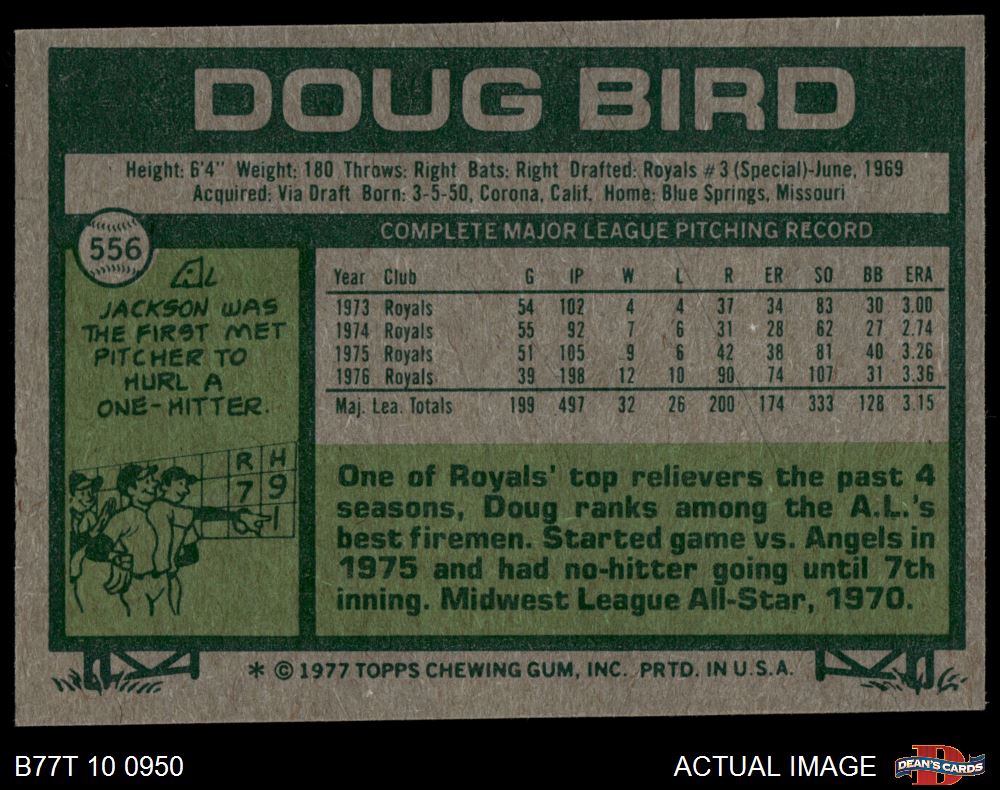 DOUG BIRD
Height: 6'4" Weight: 180 Throws: Right Bats: Right Drafted: Royals #3 (Special)-June, 1969
Acquired: Via Draft Born: 3-5-50, Corona, Calif. Home: Blue Springs, Missouri
556
AL
JACKSON WAS
THE FIRST MET
PITCHER TO
HURL A
ONE-HITTER.
R H
7 9
1
COMPLETE MAJOR LEAGUE PITCHING RECORD
Year Club G IP W L R ER SO BB ERA
1973 Royals 54 102 4 4 37 34 83 30 3.00
1974 Royals 55 92 7 6 31 28 62 27 2.74
1975 Royals 51 105 9 6 42 38 81 40 3.26
1976 Royals 39 198 12 10 90 74 107 31 3.36
Maj. Lea. Totals 199 497 32 26 200 174 333 128 3.15
One of Royals' top relievers the past 4
seasons, Doug ranks among the A.L.'s
best firemen. Started game vs. Angels in
1975 and had no-hitter going until 7th
inning. Midwest League All-Star, 1970.
* © 1977 TOPPS CHEWING GUM, INC. PRTD. IN U.S.A.
B77T 10 0950
ACTUAL IMAGE
D
DEAN'S CARDS